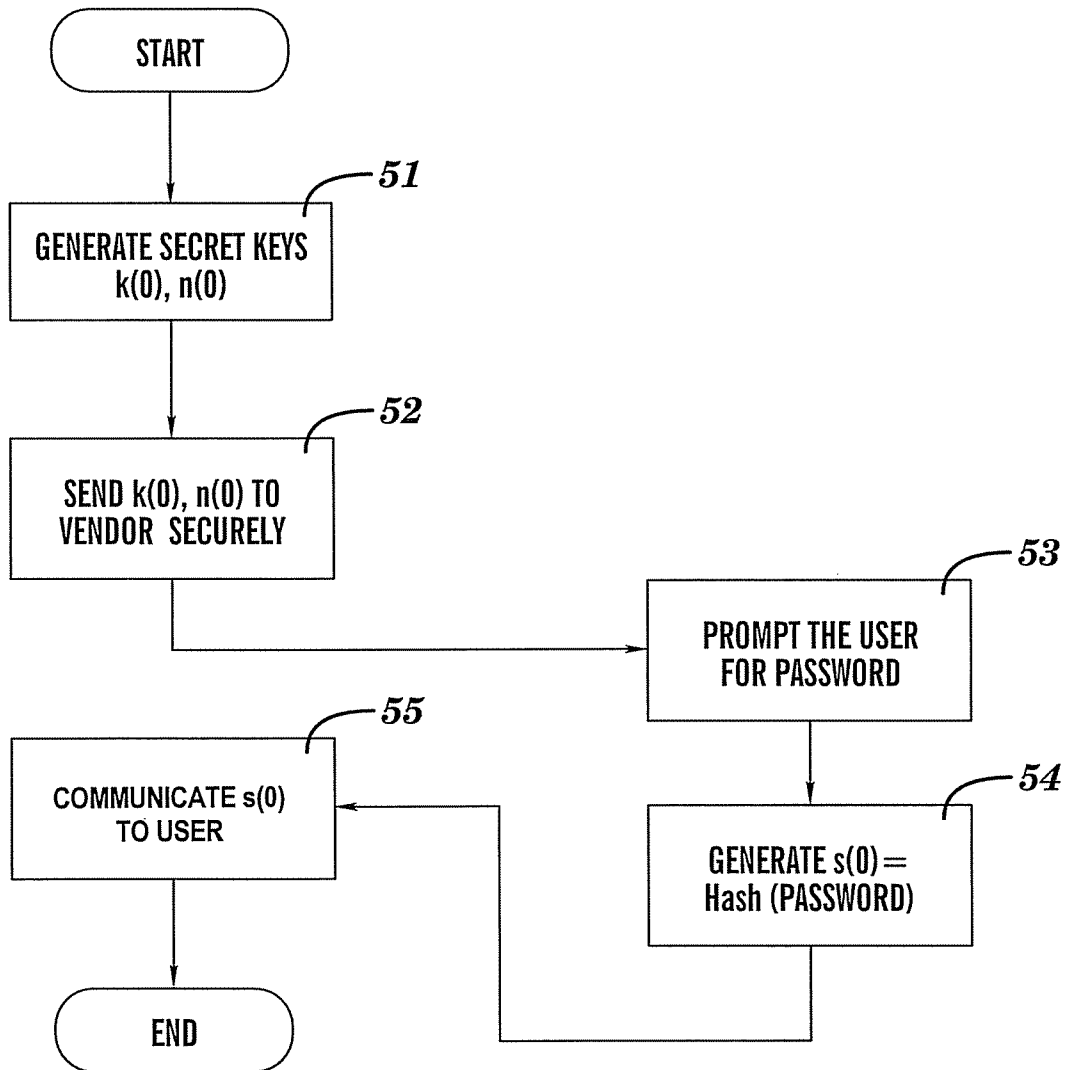 START
51
GENERATE SECRET KEYS
k(0), n(0)
52
SEND k(0), n(0) TO
VENDOR SECURELY
53
PROMPT THE USER
FOR PASSWORD
54
GENERATE s(0) =
Hash (PASSWORD)
55
COMMUNICATE s(0)
TO USER
END